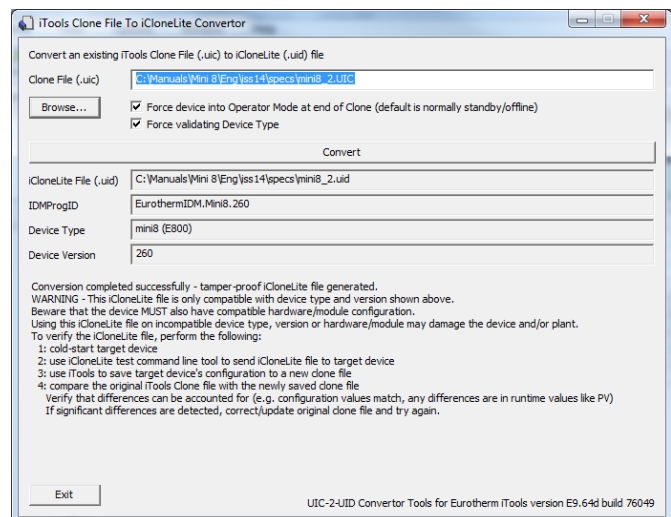 iTools Clone File To iCloneLite Convertor
Convert an existing iTools Clone File (.uic) to iCloneLite (.uid) file
Clone File (.uic)
C:\Manuals\Mini 8\Eng\iss14\specs\mini8_2.UIC
Browse...
Force device into Operator Mode at end of Clone (default is normally standby/offline)
Force validating Device Type
Convert
iCloneLite File (.uid)
C:\Manuals\Mini 8\Eng\iss14\specs\mini8_2.uid
IDMProgID
EurothermIDM.Mini8.260
Device Type
mini8 (E800)
Device Version
260
Conversion completed successfully - tamper-proof iCloneLite file generated.
WARNING - This iCloneLite file is only compatible with device type and version shown above.
Beware that the device MUST also have compatible hardware/module configuration.
Using this iCloneLite file on incompatible device type, version or hardware/module may damage the device and/or plant.
To verify the iCloneLite file, perform the following:
1: cold-start target device
2: use iCloneLite test command line tool to send iCloneLite file to target device
3: use iTools to save target device's configuration to a new clone file
4: compare the original iTools Clone file with the newly saved clone file
Verify that differences can be accounted for (e.g. configuration values match, any differences are in runtime values like PV)
If significant differences are detected, correct/update original clone file and try again.
Exit
UIC-2-UID Convertor Tools for Eurotherm iTools version E9.64d build 76049